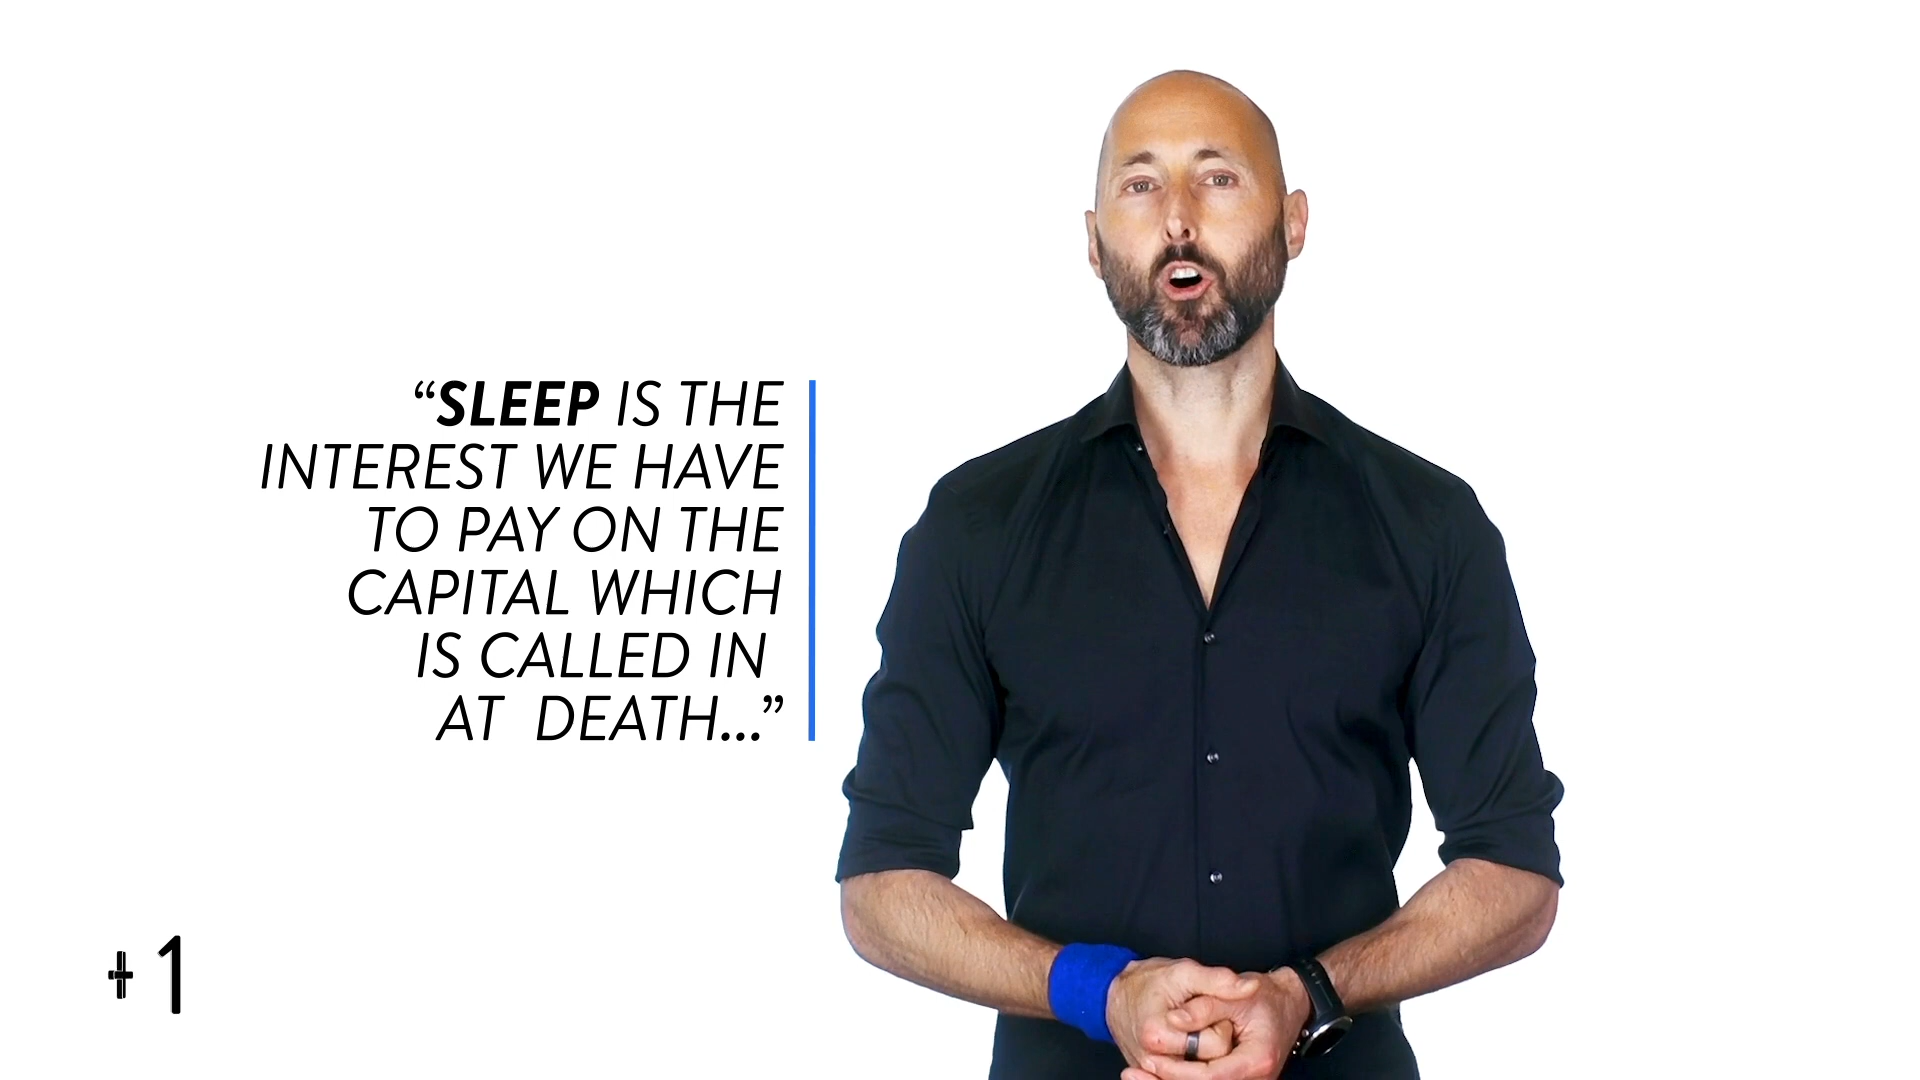 “SLEEP IS THE
INTEREST WE HAVE
TO PAY ON THE
CAPITAL WHICH
IS CALLED IN
AT DEATH...”
+1